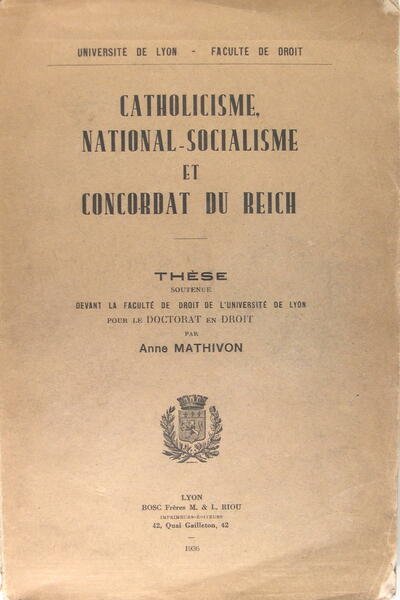 UNIVERSITE DE LYON - FACULTE DE DROIT
CATHOLICISME,
NATIONAL-SOCIALISME
ET
CONCORDAT DU REICH
THÈSE
SOUTENUE
DEVANT LA FACULTÉ DE DROIT DE L'UNIVERSITÉ DE LYON
POUR LE DOCTORAT EN DROIT
PAR
Anne MATHIVON
LYON
BOSC Frères M. & L. RIOU
IMPRIMEURS-ÉDITEURS
42, Quai Gailleton, 42
1936